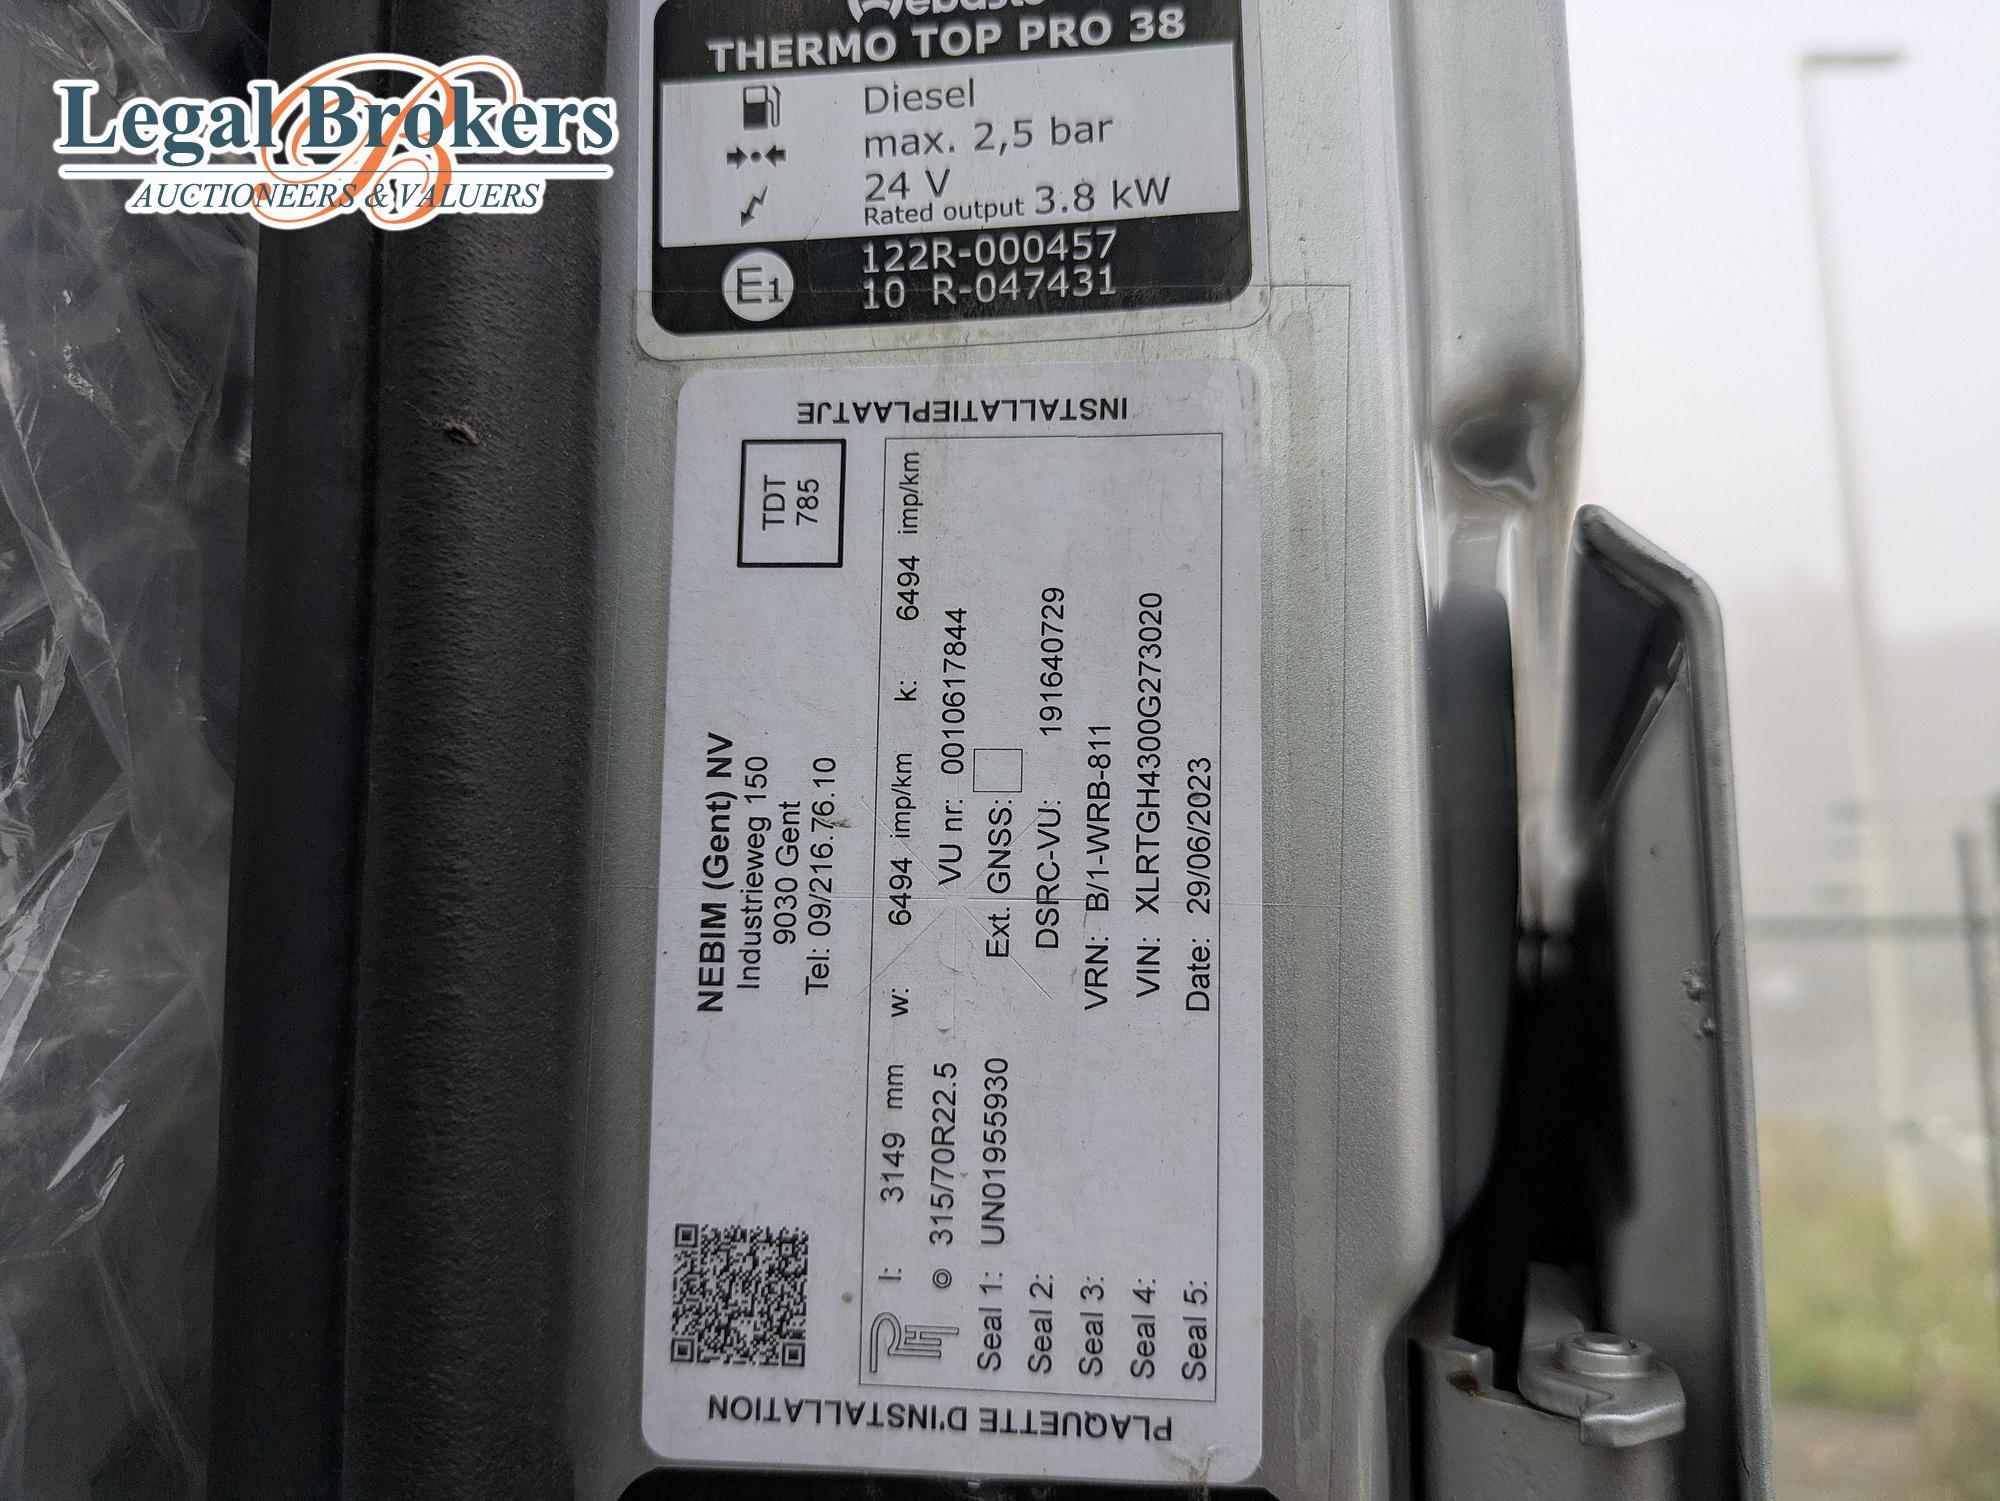 Legal Brokers
AUCTIONEERS & VALUERS
THERMO TOP PRO 38
Diesel
max. 2,5 bar
24 V
Rated output 3.8 kW
E1
122R-000457
10 R-047431
INSTALLATIEPLAATJE
NEBIM (Gent) NV
Industrieweg 150
9030 Gent
Tel: 09/216.76.10
TDT
785
l: 3149 mm w: 6494 imp/km k: 6494 imp/km
315/70R22.5 VU nr: 0010617844
Seal 1: UN01955930 Ext. GNSS:
Seal 2: DSRC-VU: 191640729
Seal 3: VRN: B/1-WRB-811
Seal 4: VIN: XLRTGH4300G273020
Seal 5: Date: 29/06/2023
PLAQUETTE D'INSTALLATION